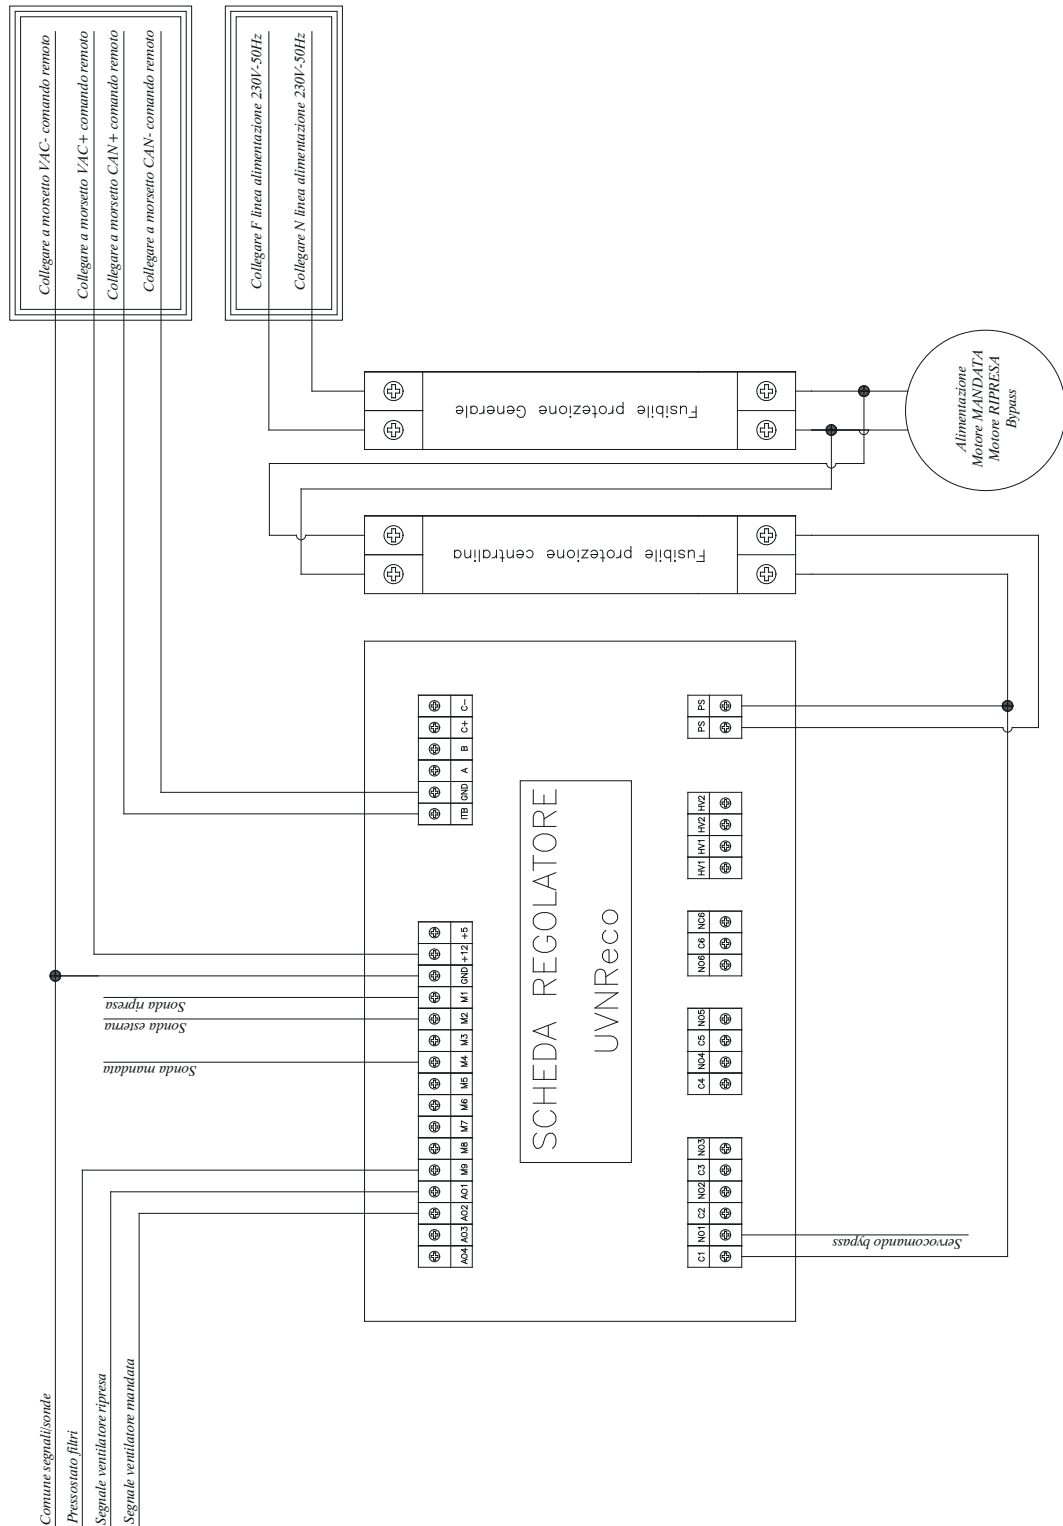 Collegare a morsetto VAC- comando remoto
Collegare a morsetto VAC+ comando remoto
Collegare a morsetto CAN+ comando remoto
Collegare a morsetto CAN- comando remoto
Collegare F linea alimentazione 230V-50Hz
Collegare N linea alimentazione 230V-50Hz
Fusibile protezione Generale
Alimentazione
Motore MANDATA
Motore RIPRESA
Bypass
Fusibile protezione centralina
C-
C+
B
A
GND
ITB
+5
+12
GND
M1
M2
M3
M4
M5
M6
M7
M8
M9
AO1
AO2
AO3
AO4
SCHEDA REGOLATORE
UVNReco
PS
PS
HV2
HV2
HV1
HV1
NC6
C6
NO6
NO5
C5
NO4
C4
NO3
C3
NO2
C2
NO1
C1
Sonda ripresa
Sonda esterna
Sonda mandata
Servocomando bypass
Comune segnali/sonde
Pressostato filtri
Segnale ventilatore ripresa
Segnale ventilatore mandata